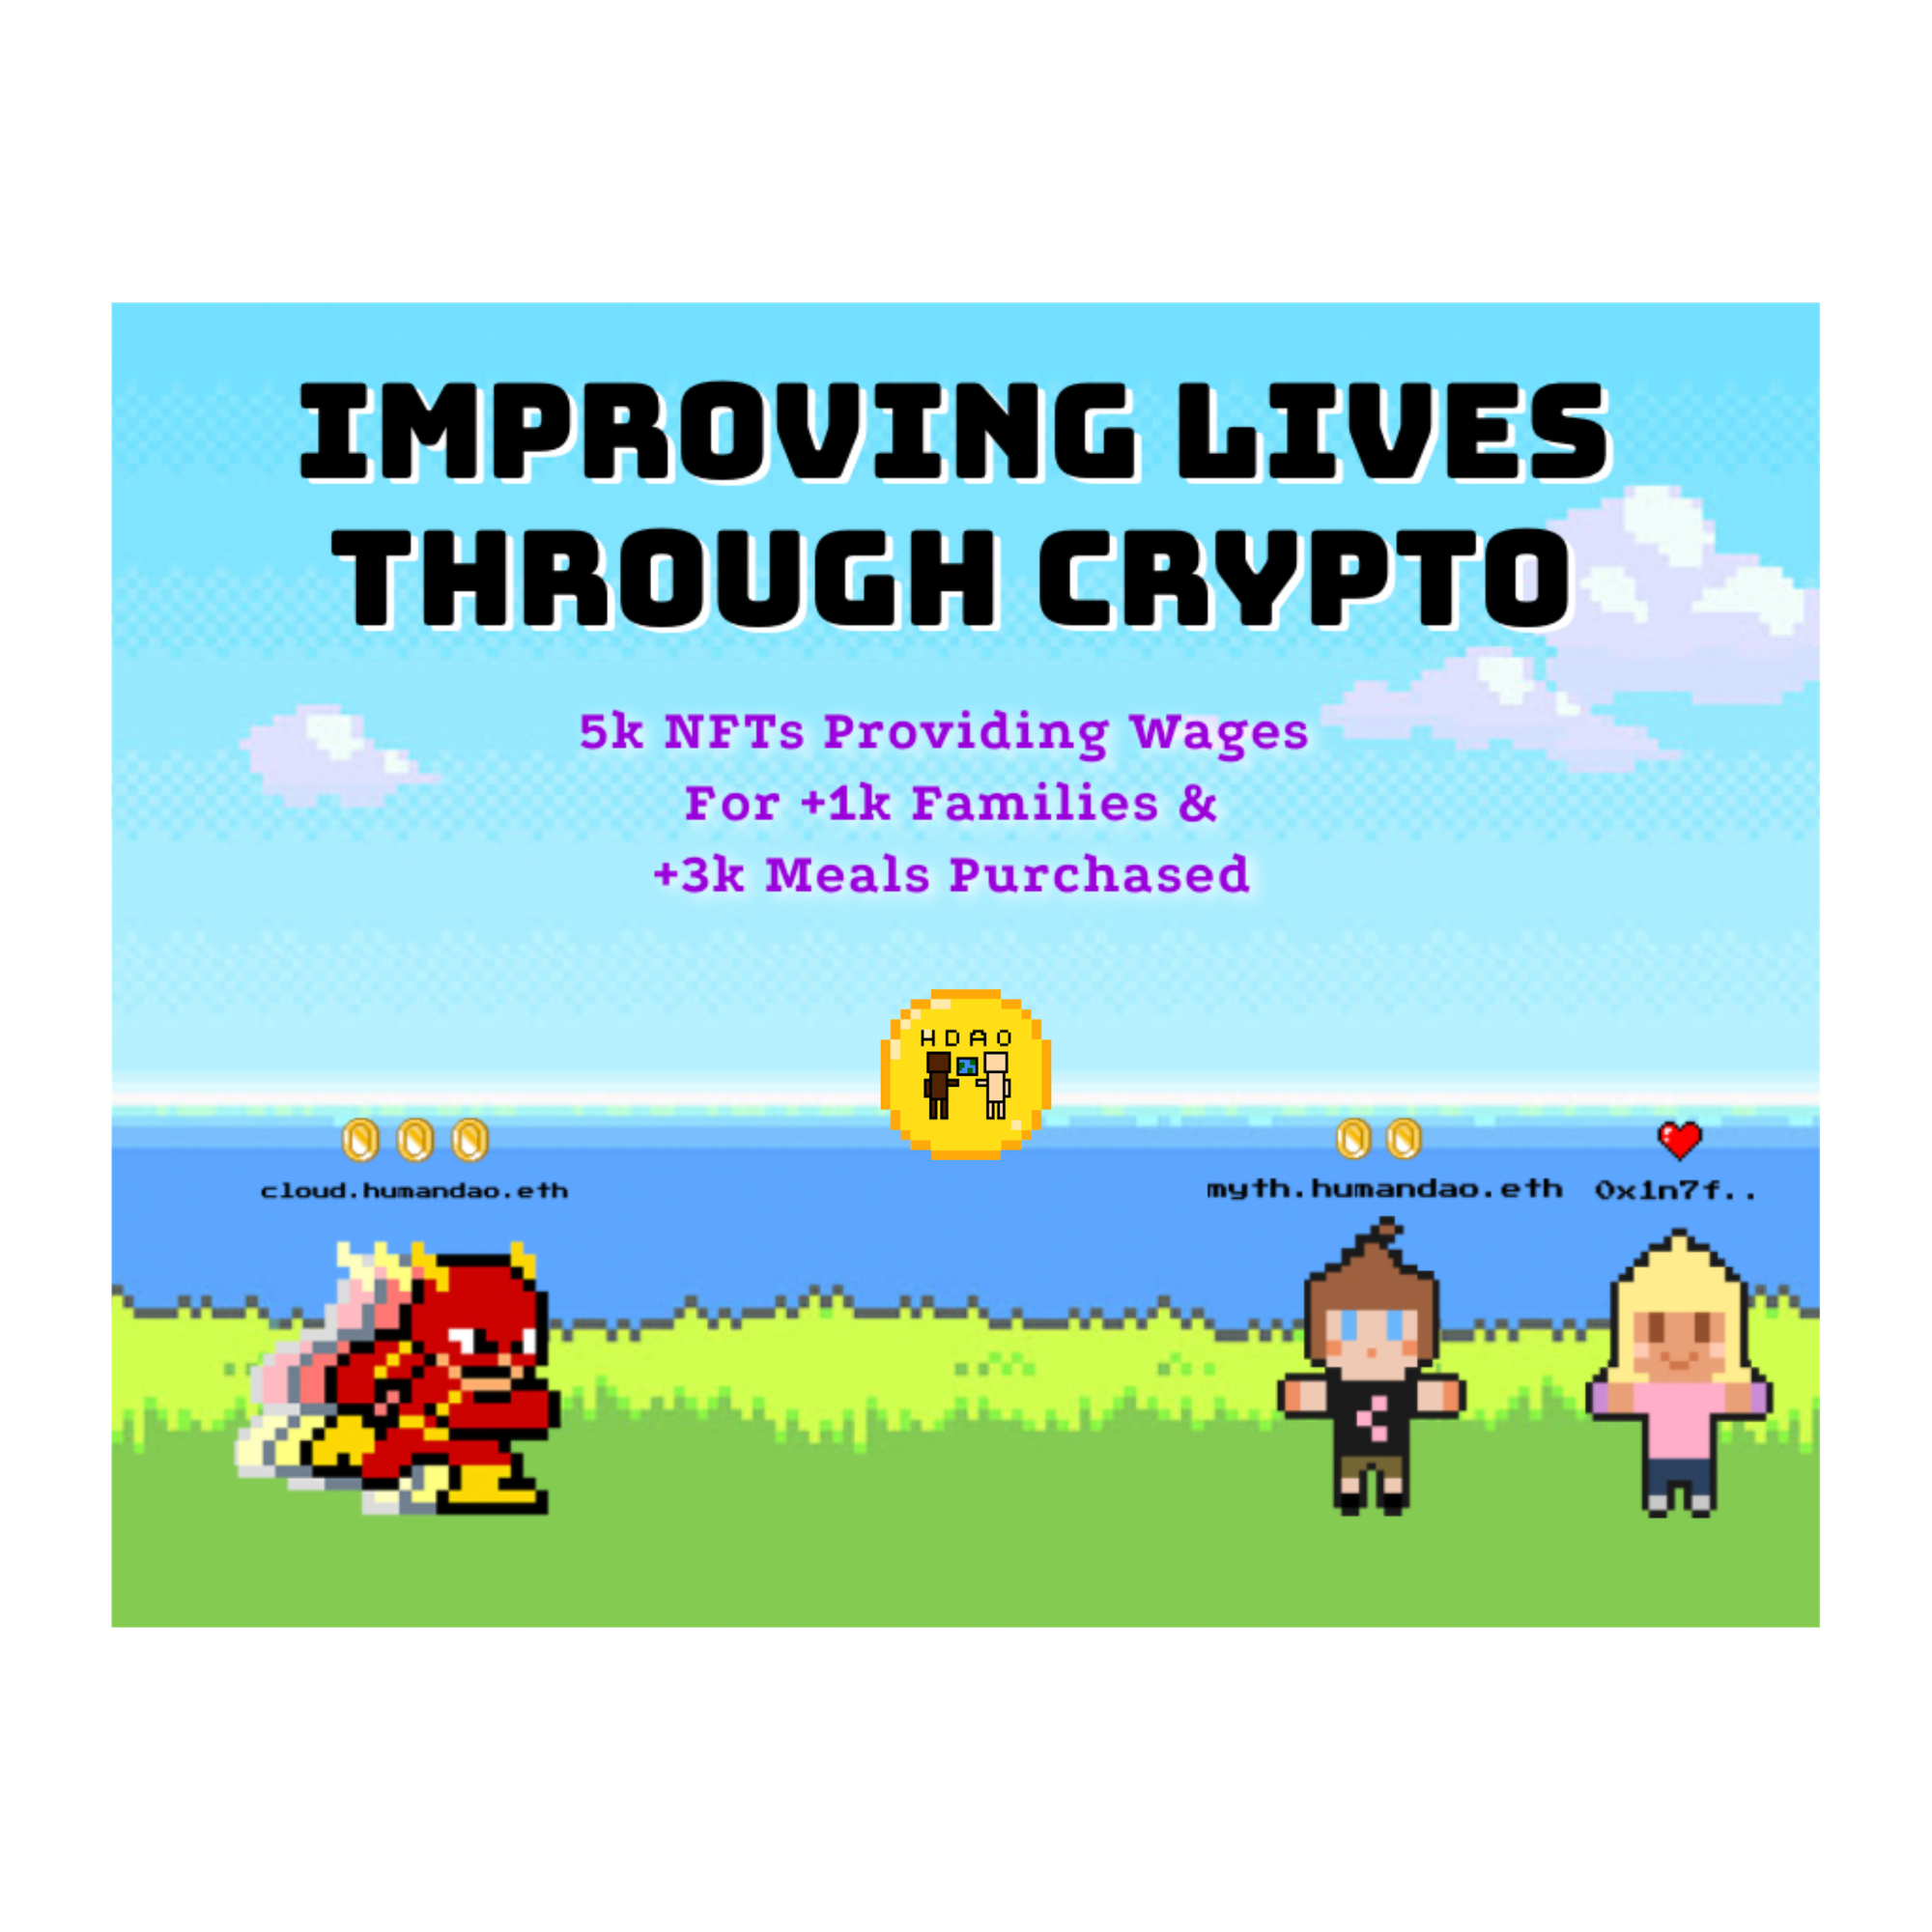 IMPROVING LIVES
THROUGH CRYPTO
5k NFTs Providing Wages
For +1k Families &
+3k Meals Purchased
HDAO
cloud.humandao.eth
myth.humandao.eth
0x1n7f..